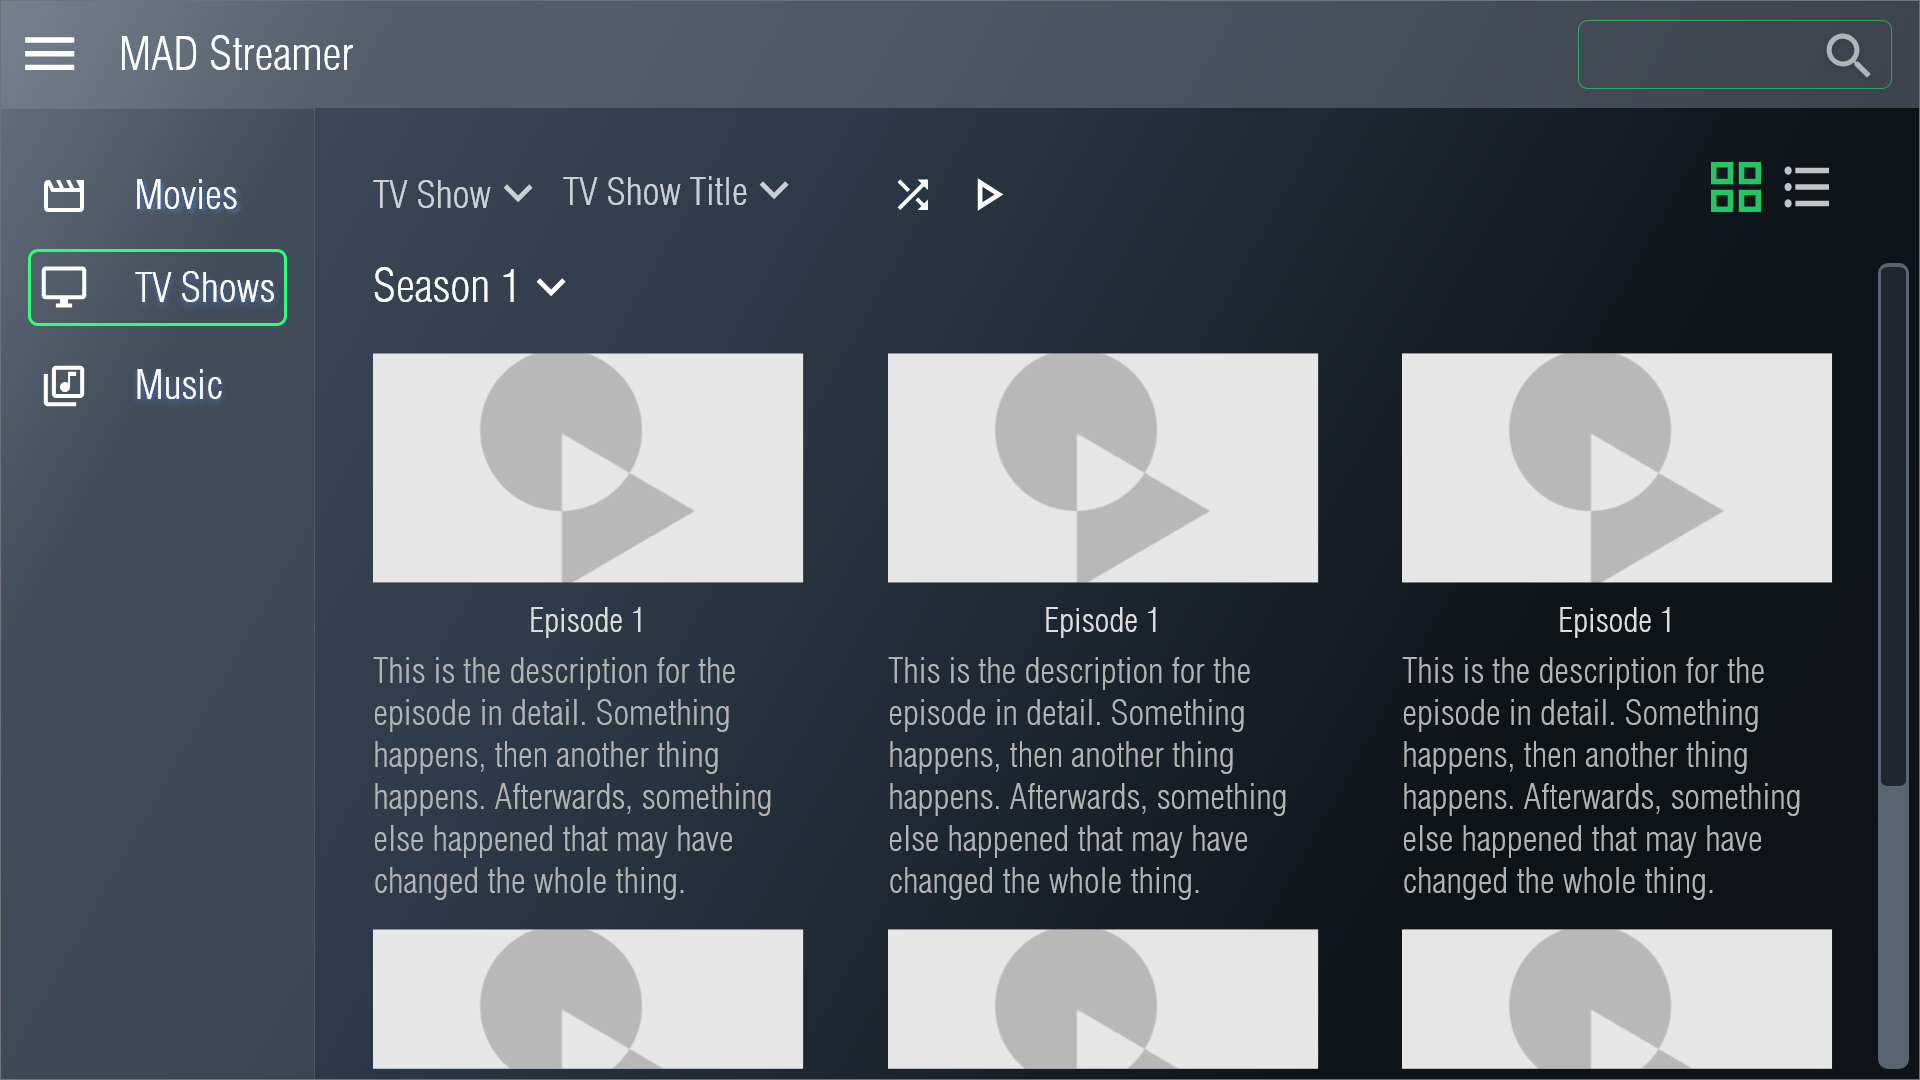 MAD Streamer
Movies
TV Shows
Music
TV Show
TV Show Title
Season 1
Episode 1
This is the description for the
episode in detail. Something
happens, then another thing
happens. Afterwards, something
else happened that may have
changed the whole thing.
Episode 1
This is the description for the
episode in detail. Something
happens, then another thing
happens. Afterwards, something
else happened that may have
changed the whole thing.
Episode 1
This is the description for the
episode in detail. Something
happens, then another thing
happens. Afterwards, something
else happened that may have
changed the whole thing.